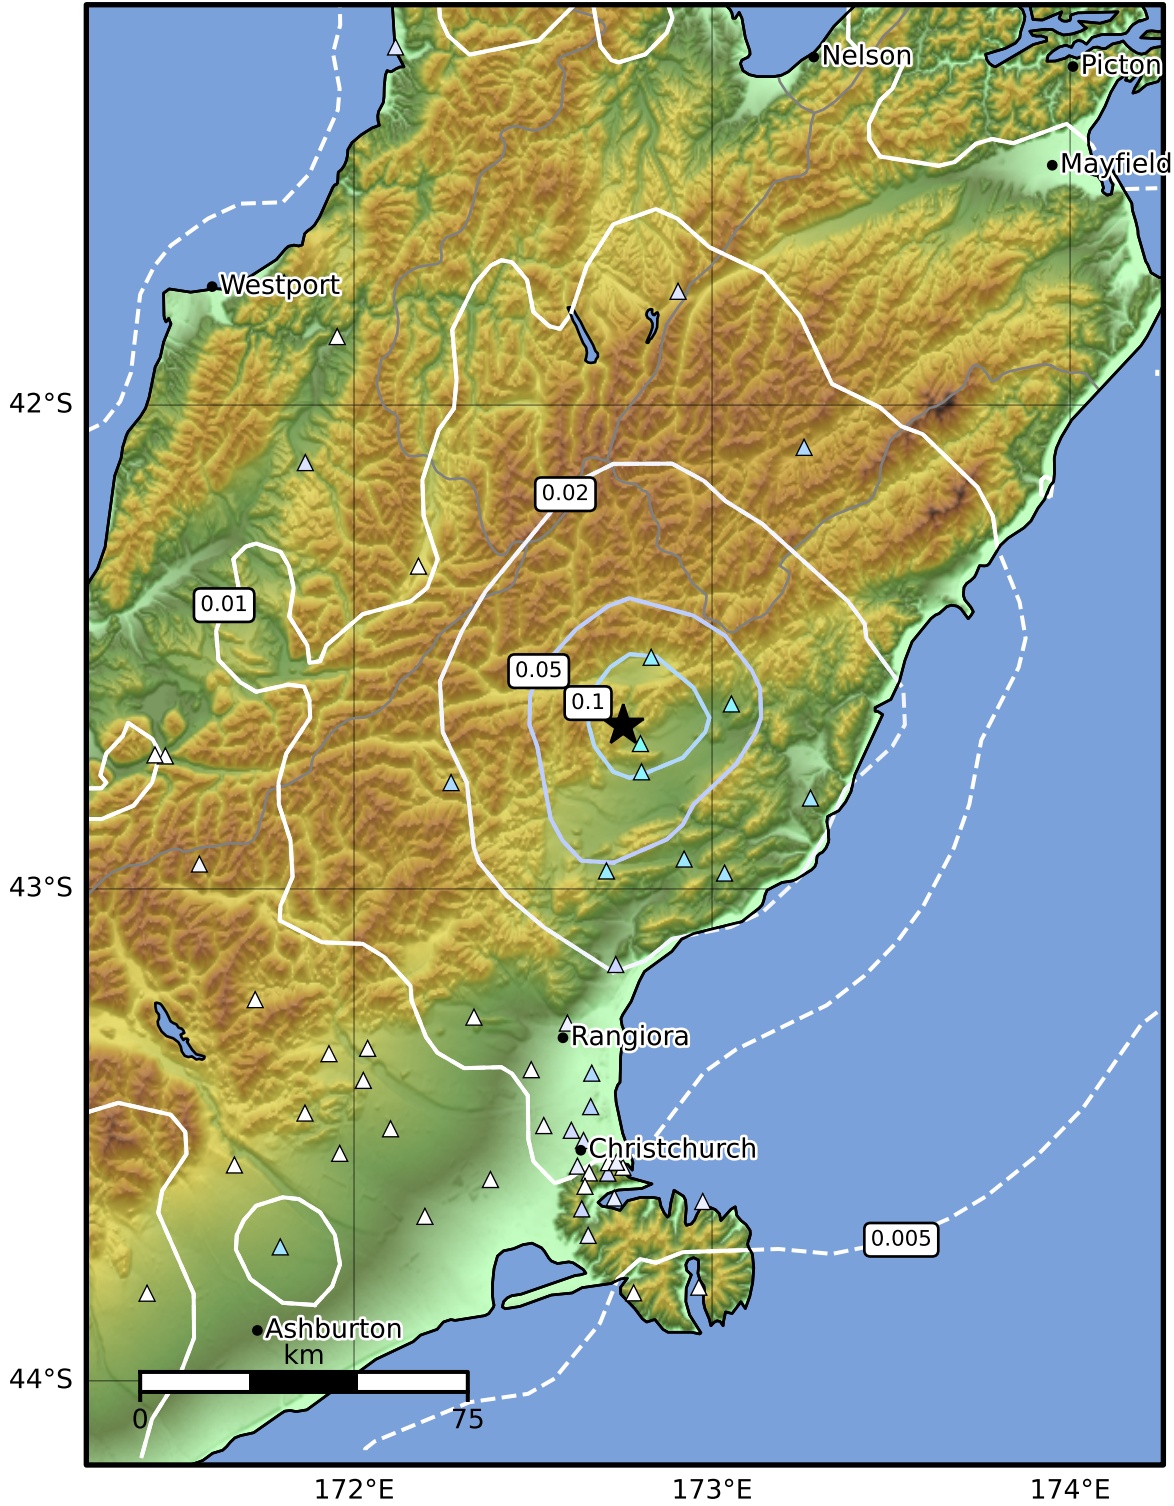 Nelson
Picton
Mayfield
Westport
42°S
0.02
0.01
0.05
0.1
43°S
Rangiora
Christchurch
0.005
Ashburton
km
44°S
0
75
172°E
173°E
174°E